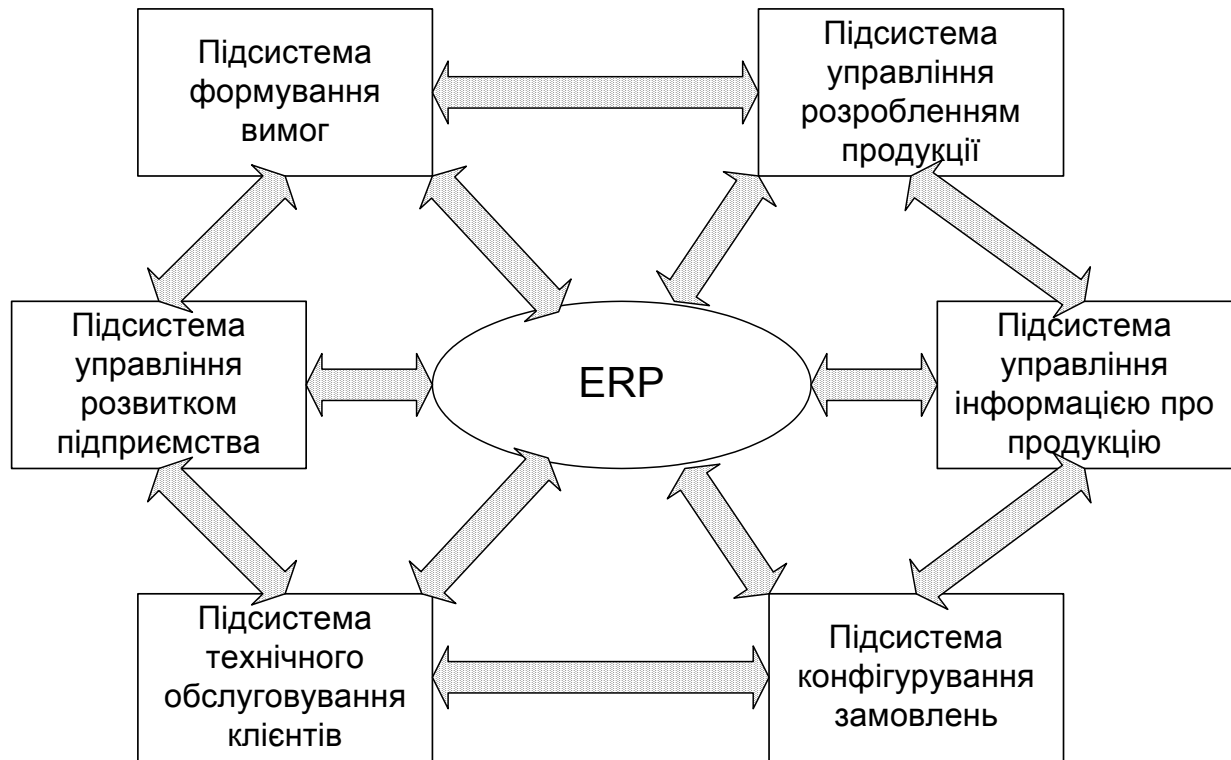 Підсистема
формування
вимог
Підсистема
управління
розробленням
продукції
Підсистема
управління
розвитком
підприємства
ERP
Підсистема
управління
інформацією про
продукцію
Підсистема
технічного
обслуговування
клієнтів
Підсистема
конфігурування
замовлень